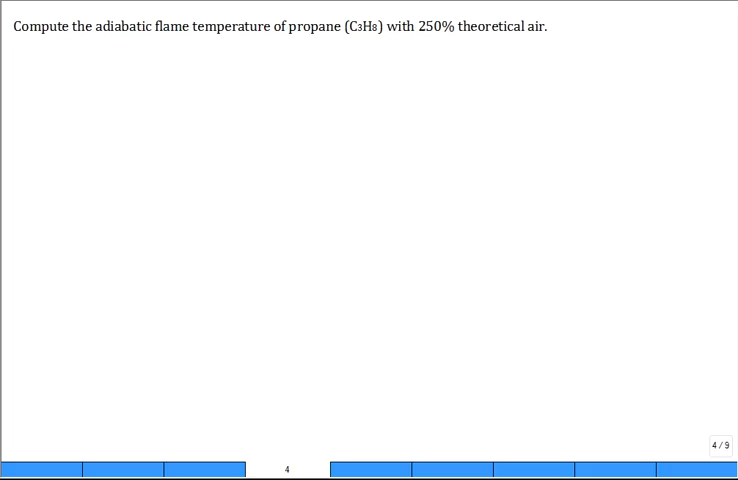 Compute the adiabatic flame temperature of propane (C3H8) with 250% theoretical air.
4 / 9
4